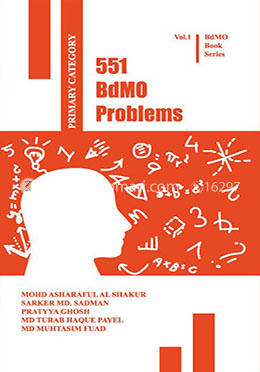 PRIMARY CATEGORY
551
BdMO
Problems
Vol.1
BdMO
Book
Series
MOHD ASHARAFUL AL SHAKUR
SARKER MD. SADMAN
PRATYYA GHOSH
MD TURAB HAQUE PAYEL
MD MUHTASIM FUAD